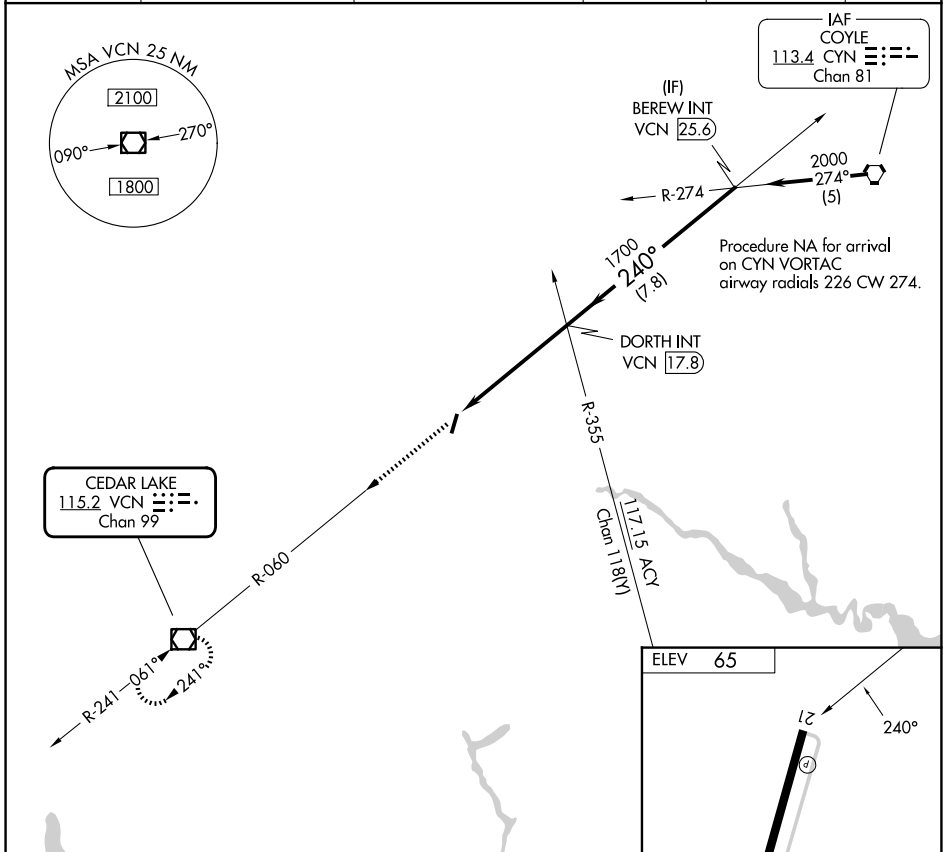 MSA VCN 25 NM
2100
090°
270°
1800
IAF
COYLE
113.4 CYN
Chan 81
(IF)
BEREW INT
VCN 25.6
2000
274°
(5)
R-274
1700
240°
(7.8)
Procedure NA for arrival
on CYN VORTAC
airway radials 226 CW 274.
DORTH INT
VCN 17.8
R-355
117.15 ACY
Chan 118(Y)
CEDAR LAKE
115.2 VCN
Chan 99
R-060
R-241
061°
241°
ELEV 65
21
240°
P